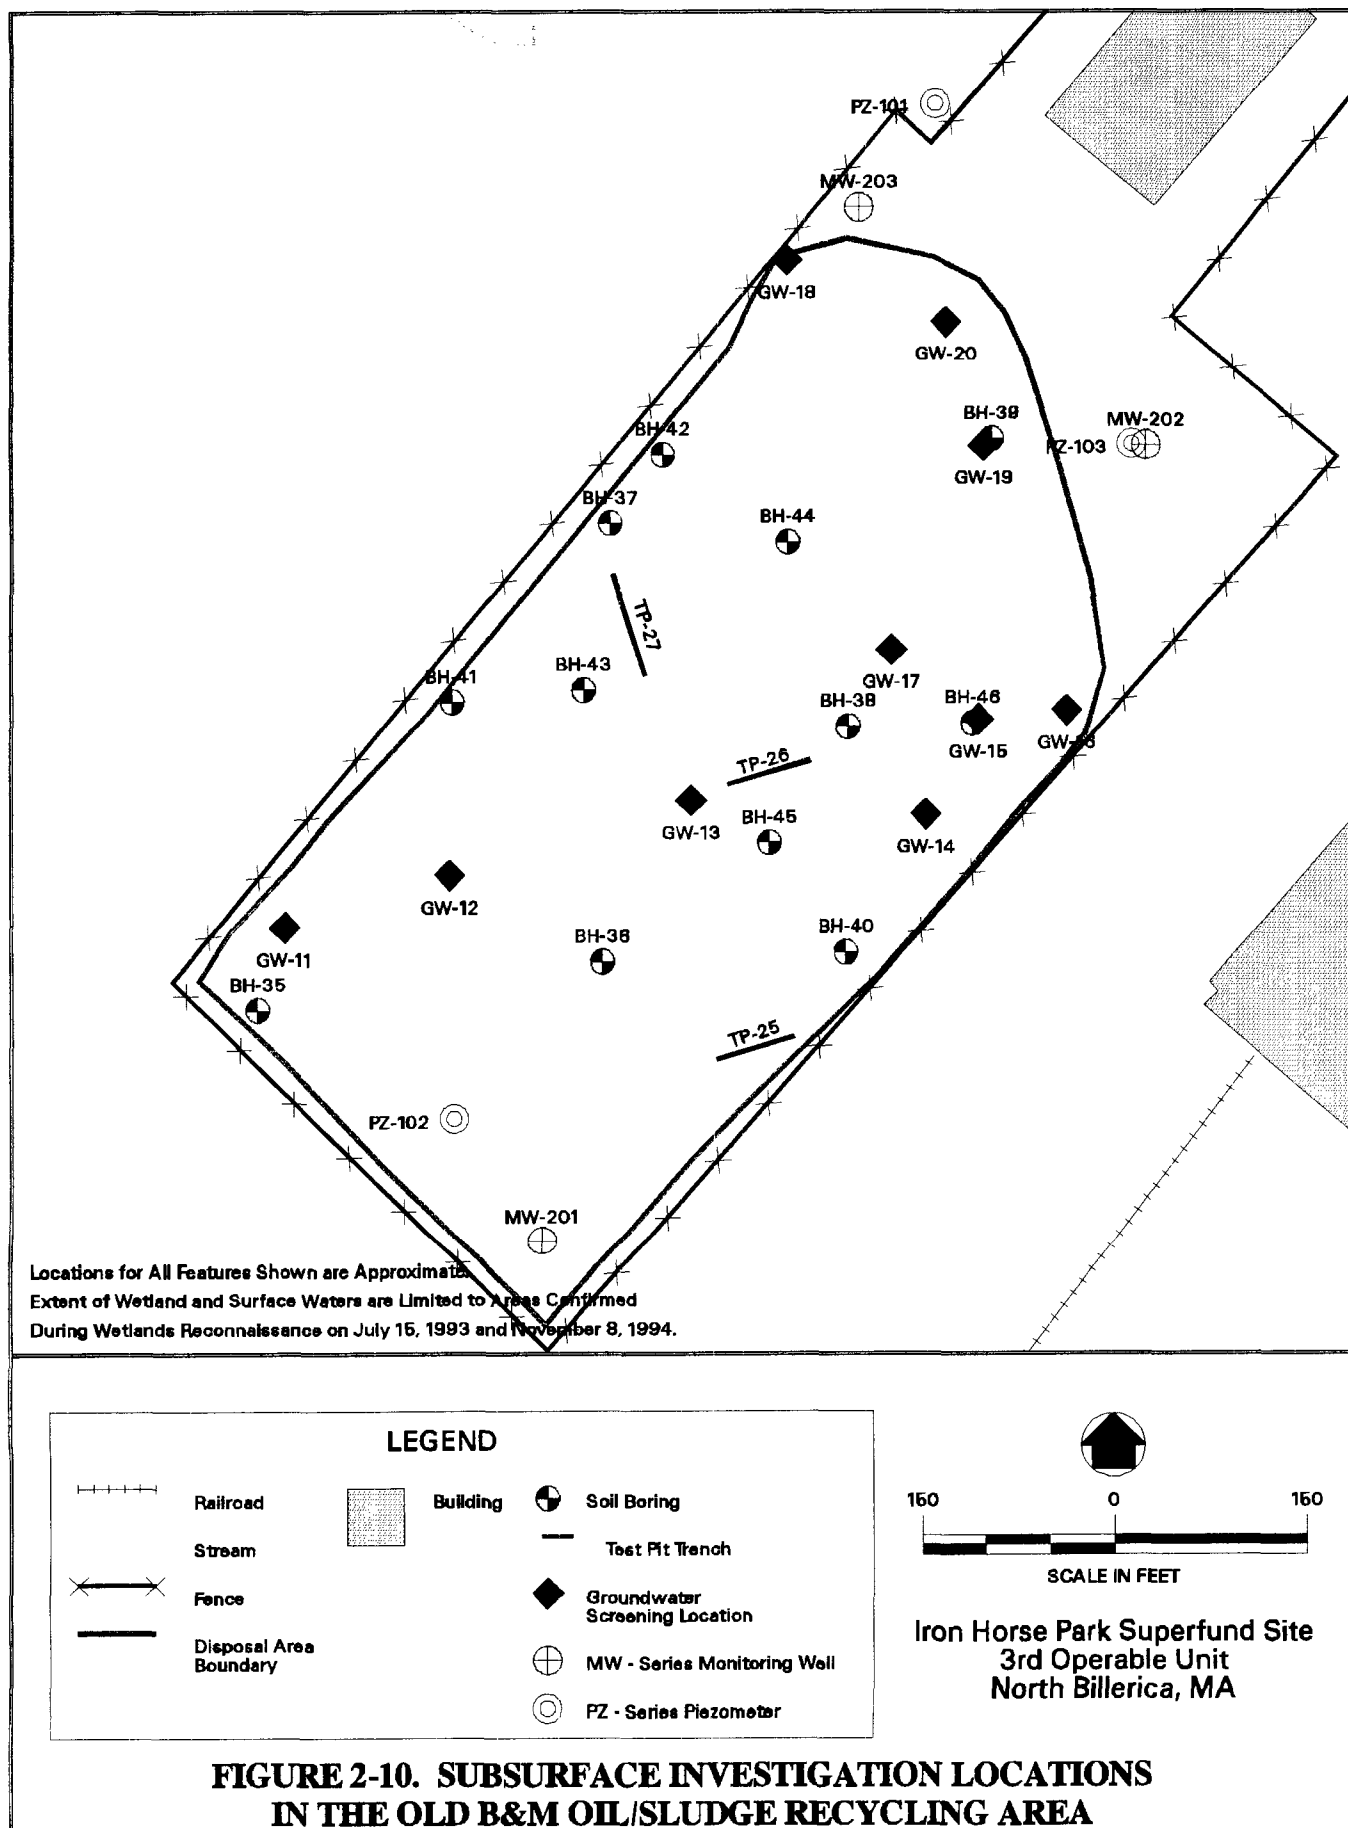 PZ-101
MW-203
GW-18
GW-20
BH-39
MW-202
PZ-103
GW-19
BH-42
BH-37
BH-44
TP-27
BH-41
BH-43
GW-17
BH-38
BH-46
GW-15
GW-16
TP-26
GW-13
BH-45
GW-14
GW-12
GW-11
BH-36
BH-40
BH-35
TP-25
PZ-102
MW-201
Locations for All Features Shown are Approximate.
Extent of Wetland and Surface Waters are Limited to Areas Confirmed
During Wetlands Reconnaissance on July 15, 1993 and November 8, 1994.
LEGEND
Railroad
Stream
Fence
Disposal Area
Boundary
Building
Soil Boring
Test Pit Trench
Groundwater
Screening Location
MW - Series Monitoring Well
PZ - Series Piezometer
150 0 150
SCALE IN FEET
Iron Horse Park Superfund Site
3rd Operable Unit
North Billerica, MA
FIGURE 2-10. SUBSURFACE INVESTIGATION LOCATIONS
IN THE OLD B&M OIL/SLUDGE RECYCLING AREA